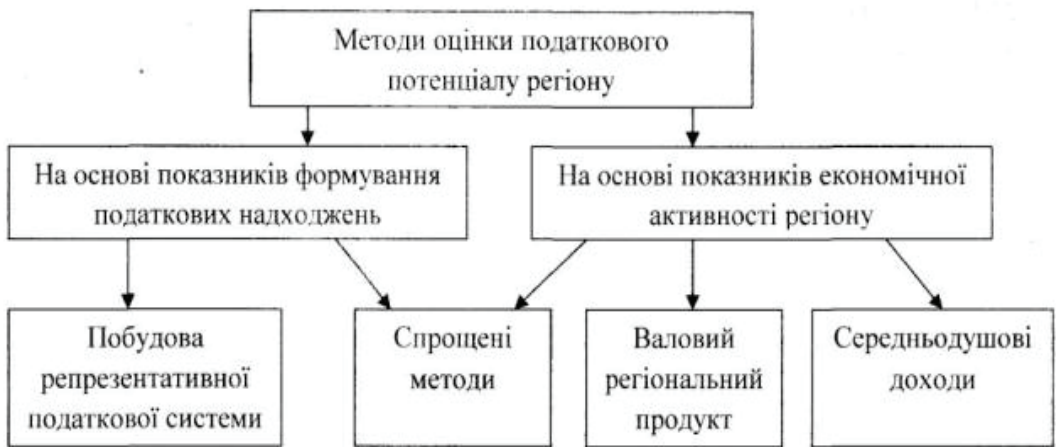 Методи оцінки податкового
потенціалу регіону
На основі показників формування
податкових надходжень
На основі показників економічної
активності регіону
Побудова
репрезентативної
податкової системи
Спрощені
методи
Валовий
регіональний
продукт
Середньодушові
доходи